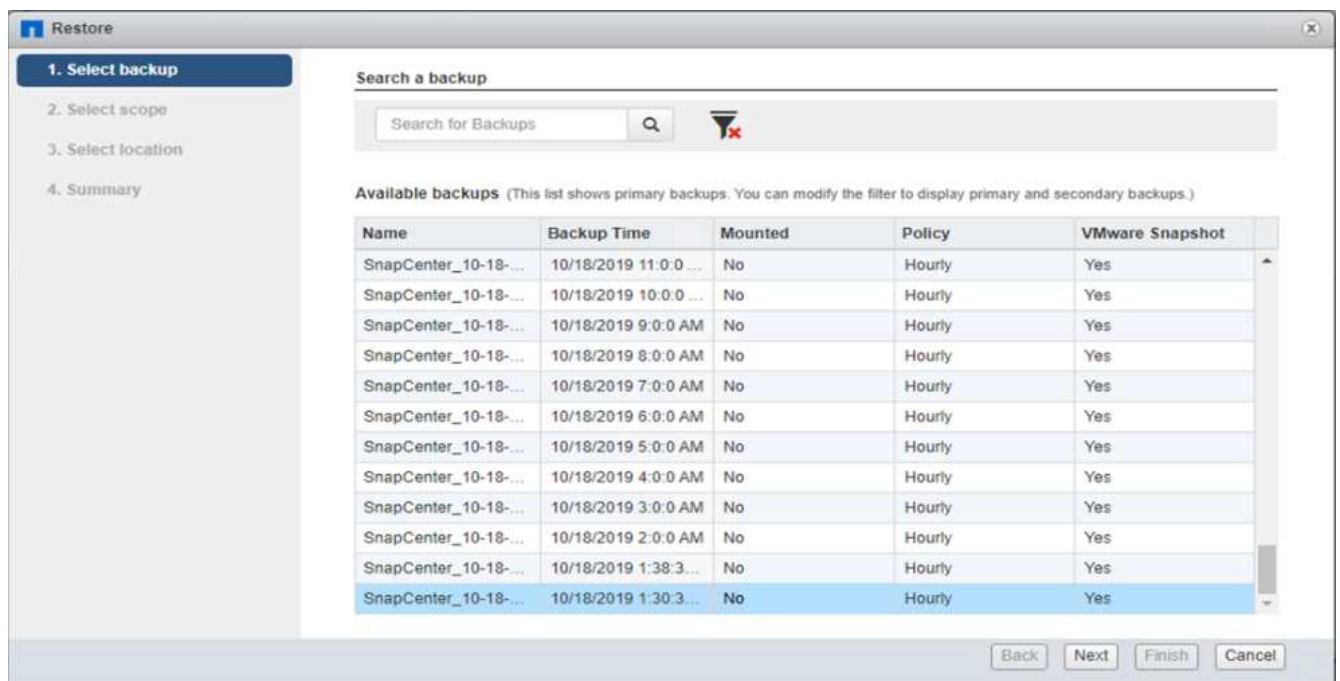 Restore
1. Select backup
2. Select scope
3. Select location
4. Summary
Search a backup
Search for Backups
Available backups (This list shows primary backups. You can modify the filter to display primary and secondary backups.)
Name Backup Time Mounted Policy VMware Snapshot
SnapCenter_10-18-... 10/18/2019 11:0:0 ... No Hourly Yes
SnapCenter_10-18-... 10/18/2019 10:0:0 ... No Hourly Yes
SnapCenter_10-18-... 10/18/2019 9:0:0 AM No Hourly Yes
SnapCenter_10-18-... 10/18/2019 8:0:0 AM No Hourly Yes
SnapCenter_10-18-... 10/18/2019 7:0:0 AM No Hourly Yes
SnapCenter_10-18-... 10/18/2019 6:0:0 AM No Hourly Yes
SnapCenter_10-18-... 10/18/2019 5:0:0 AM No Hourly Yes
SnapCenter_10-18-... 10/18/2019 4:0:0 AM No Hourly Yes
SnapCenter_10-18-... 10/18/2019 3:0:0 AM No Hourly Yes
SnapCenter_10-18-... 10/18/2019 2:0:0 AM No Hourly Yes
SnapCenter_10-18-... 10/18/2019 1:38:3... No Hourly Yes
SnapCenter_10-18-... 10/18/2019 1:30:3... No Hourly Yes
Back Next Finish Cancel